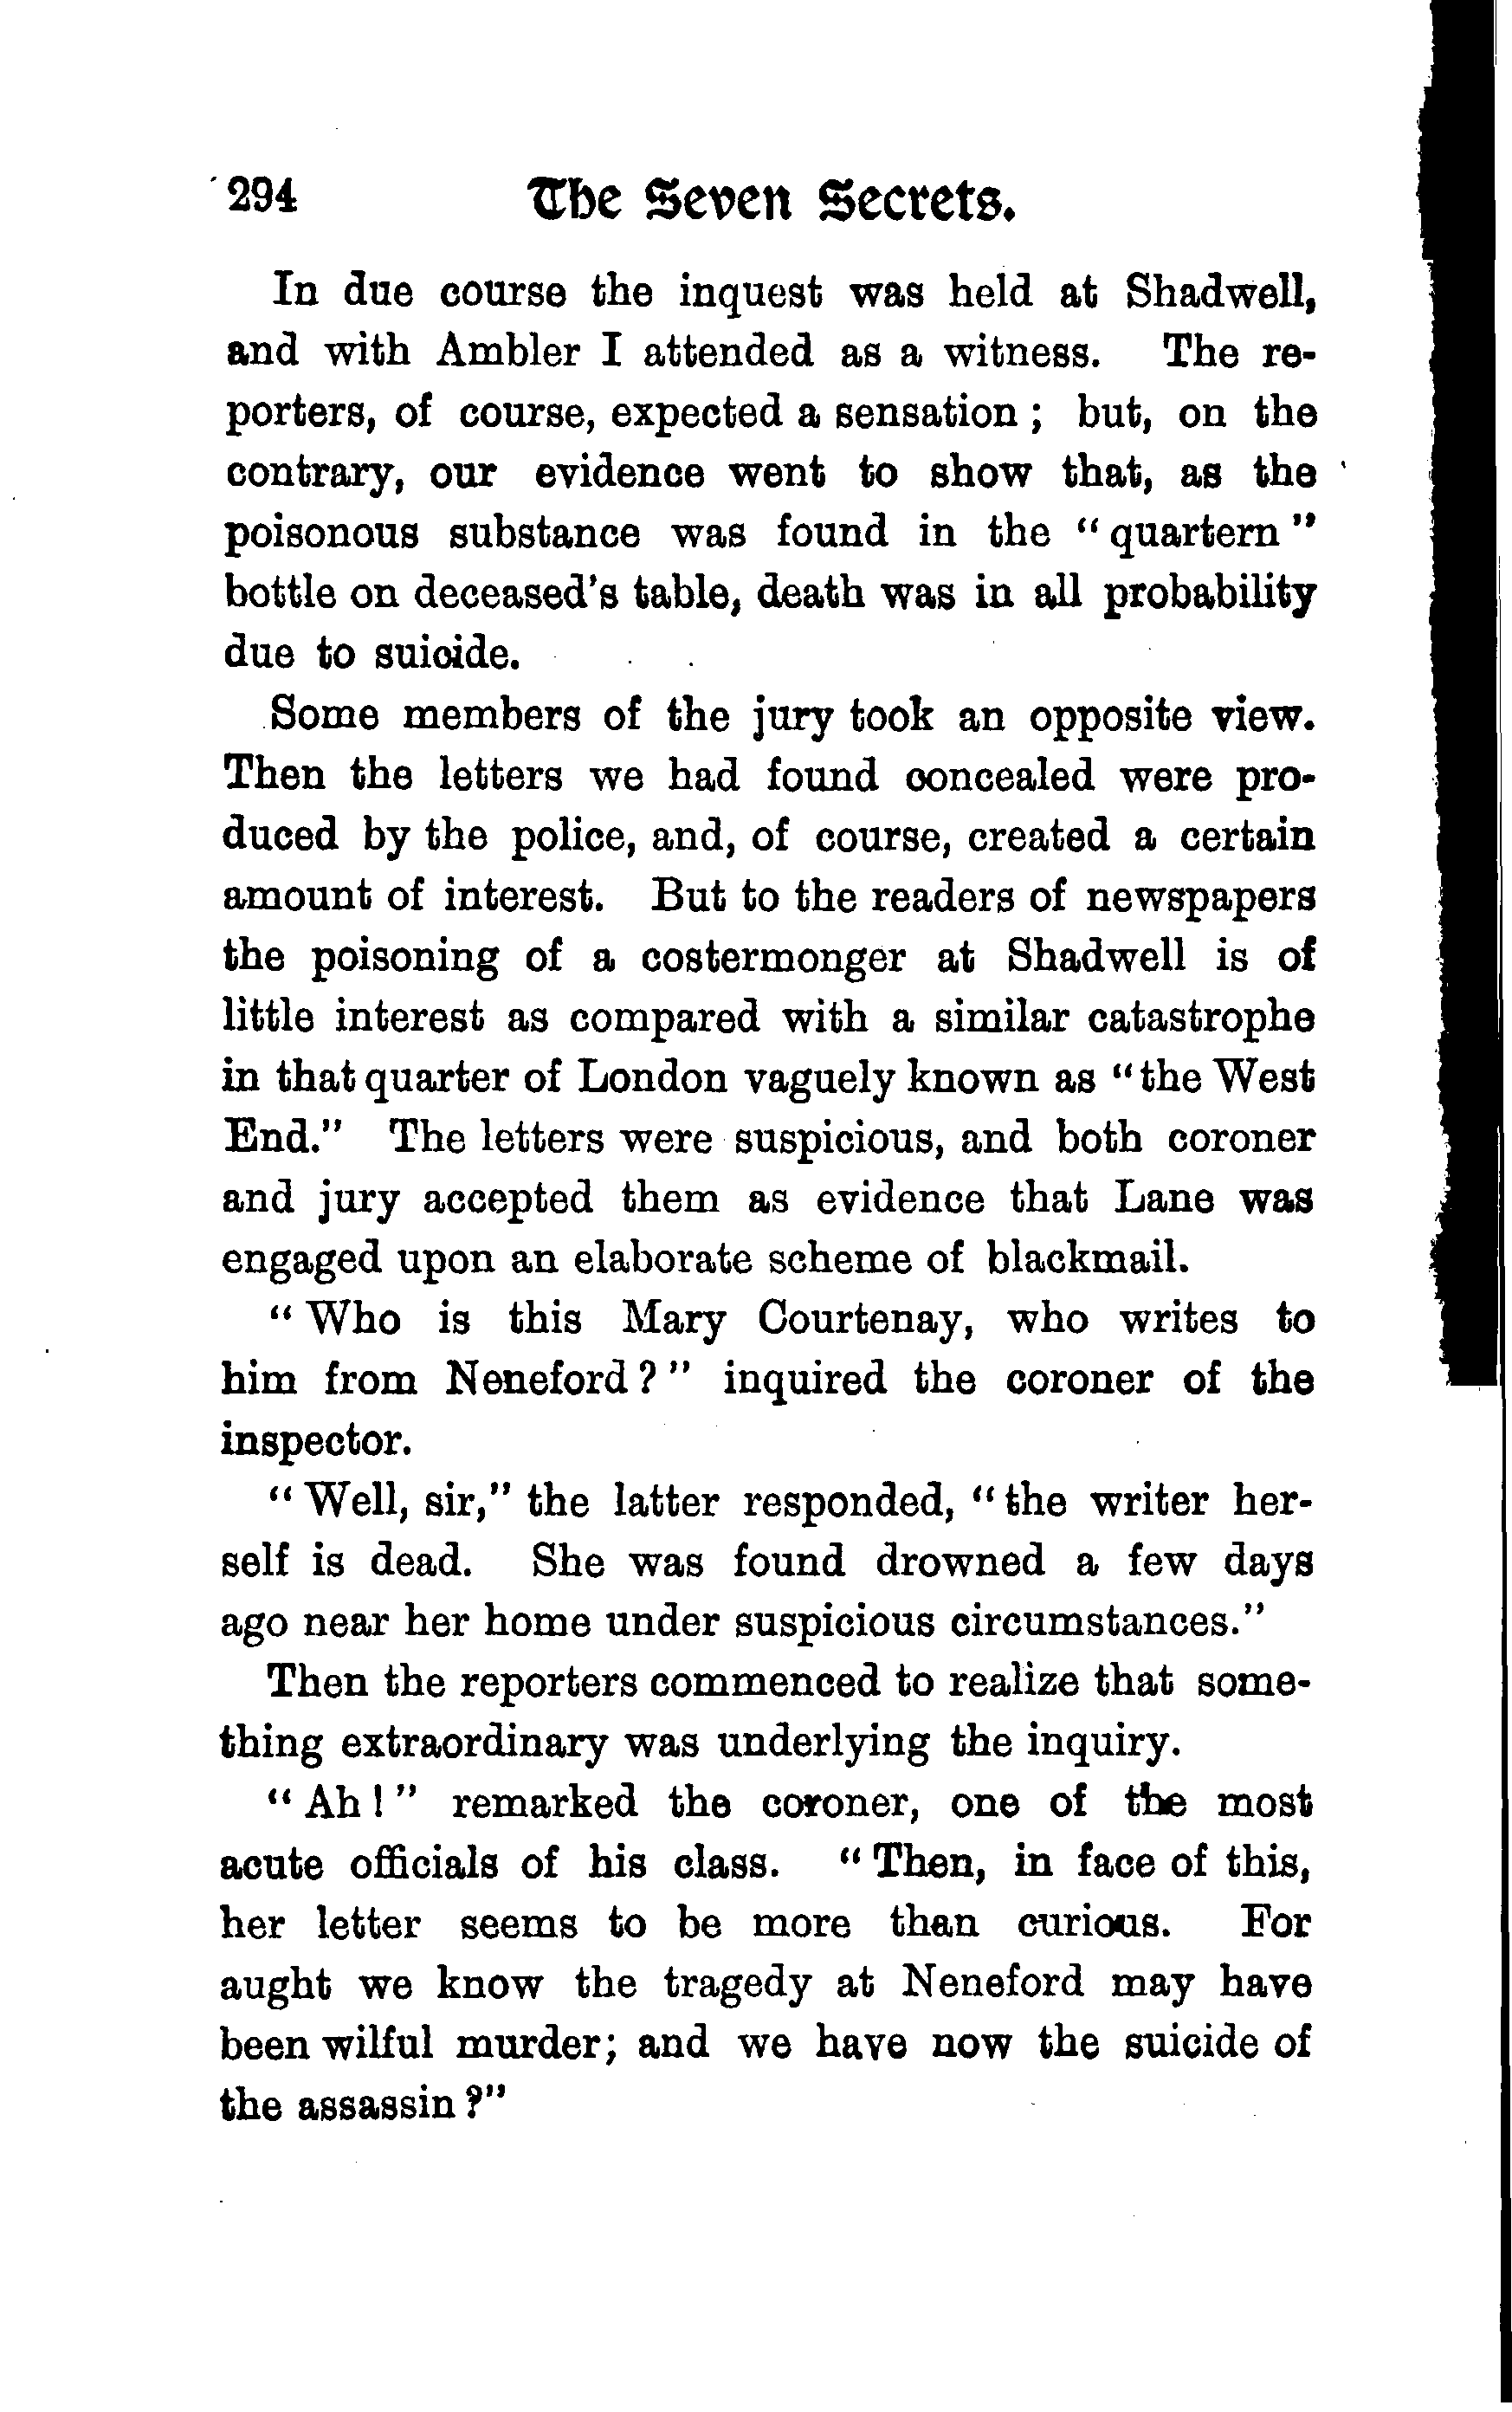 294 The Seven Secrets.
In due course the inquest was held at Shadwell,
and with Ambler I attended as a witness. The re-
porters, of course, expected a sensation ; but, on the
contrary, our evidence went to show that, as the
poisonous substance was found in the " quartern "
bottle on deceased's table, death was in all probability
due to suicide.
Some members of the jury took an opposite view.
Then the letters we had found concealed were pro-
duced by the police, and, of course, created a certain
amount of interest. But to the readers of newspapers
the poisoning of a costermonger at Shadwell is of
little interest as compared with a similar catastrophe
in that quarter of London vaguely known as "the West
End." The letters were suspicious, and both coroner
and jury accepted them as evidence that Lane was
engaged upon an elaborate scheme of blackmail.
" Who is this Mary Courtenay, who writes to
him from Neneford ? " inquired the coroner of the
inspector.
" Well, sir," the latter responded, "the writer her-
self is dead. She was found drowned a few days
ago near her home under suspicious circumstances."
Then the reporters commenced to realize that some-
thing extraordinary was underlying the inquiry.
" Ah ! " remarked the coroner, one of the most
acute officials of his class. " Then, in face of this,
her letter seems to be more than curious. For
aught we know the tragedy at Neneford may have
been wilful murder; and we have now the suicide of
the assassin ?"